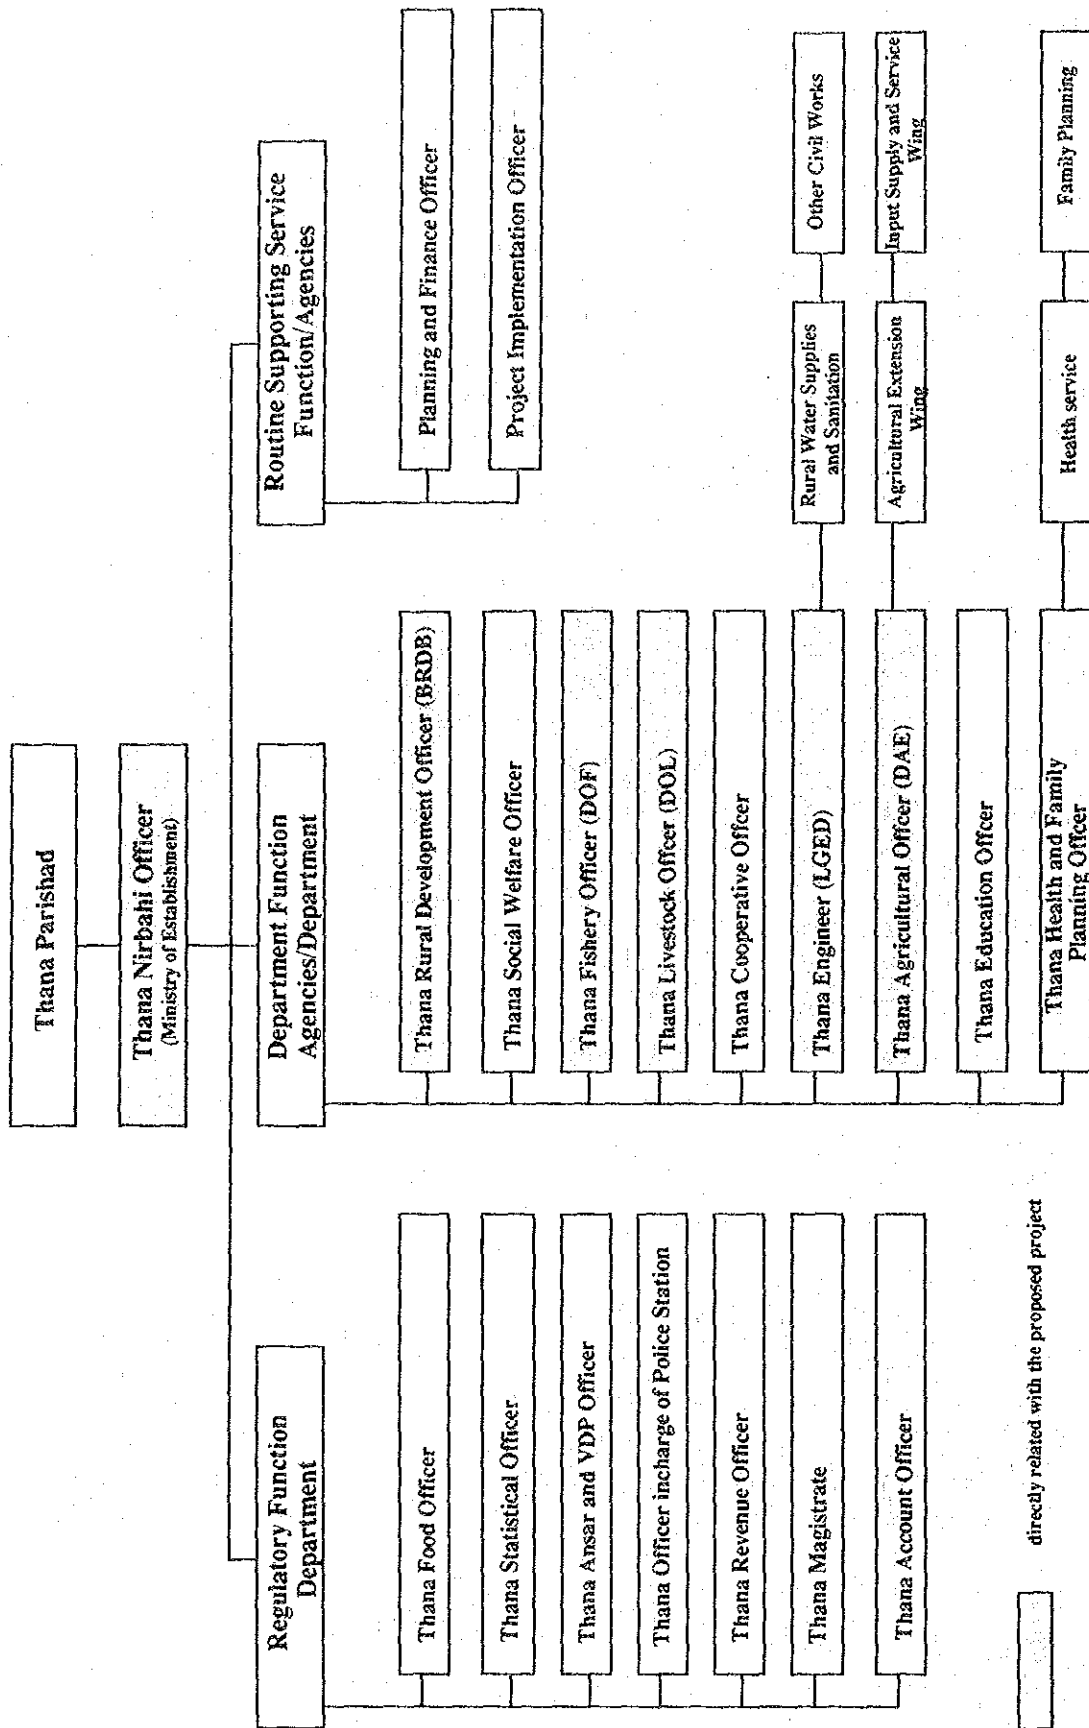 Thana Parishad
Thana Nirbahi Officer
(Ministry of Establishment)
Regulatory Function
Department
Department Function
Agencies/Department
Routine Supporting Service
Function/Agencies
Thana Food Officer
Thana Statistical Officer
Thana Ansar and VDP Officer
Thana Officer incharge of Police Station
Thana Revenue Officer
Thana Magistrate
Thana Account Officer
Thana Rural Development Officer (BRDB)
Thana Social Welfare Officer
Thana Fishery Officer (DOF)
Thana Livestock Offcer (DOL)
Thana Cooperative Offcer
Thana Engineer (LGED)
Thana Agricultural Offcer (DAE)
Thana Education Offcer
Thana Health and Family
Planning Offcer
Planning and Finance Officer
Project Implementation Officer
Rural Water Supplies
and Sanitation
Other Civil Works
Agricultural Extension
Wing
Input Supply and Service
Wing
Health service
Family Planning
directly related with the proposed project